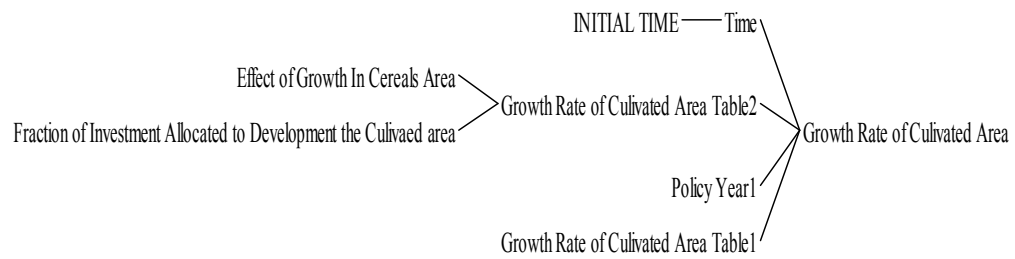 INITIAL TIME Time
Effect of Growth In Cereals Area
Growth Rate of Culivated Area Table2
Fraction of Investment Allocated to Development the Culivaed area
Growth Rate of Culivated Area
Policy Year1
Growth Rate of Culivated Area Table1